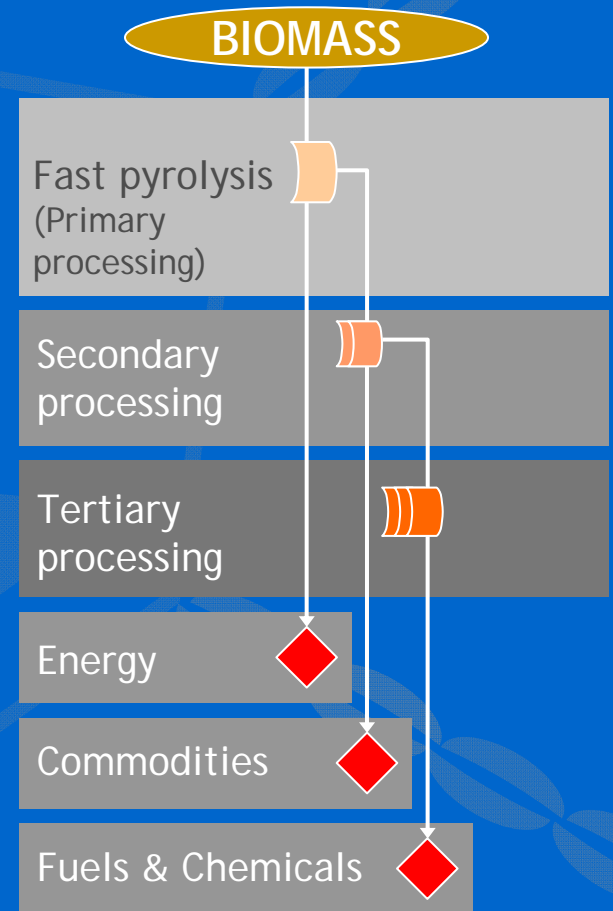 BIOMASS
Fast pyrolysis
(Primary
processing)
Secondary
processing
Tertiary
processing
Energy
Commodities
Fuels & Chemicals